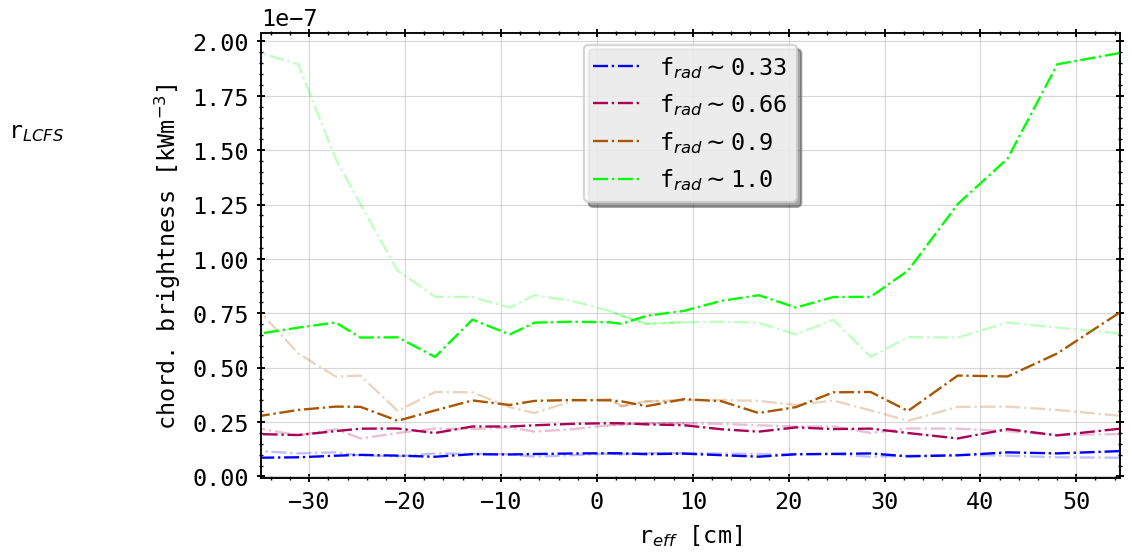 1e−7
2.00
1.75
1.50
1.25
1.00
0.75
0.50
0.25
0.00
chord. brightness [kWm⁻³]
r_LCFS
f_rad ∼ 0.33
f_rad ∼ 0.66
f_rad ∼ 0.9
f_rad ∼ 1.0
−30 −20 −10 0 10 20 30 40 50
r_eff [cm]